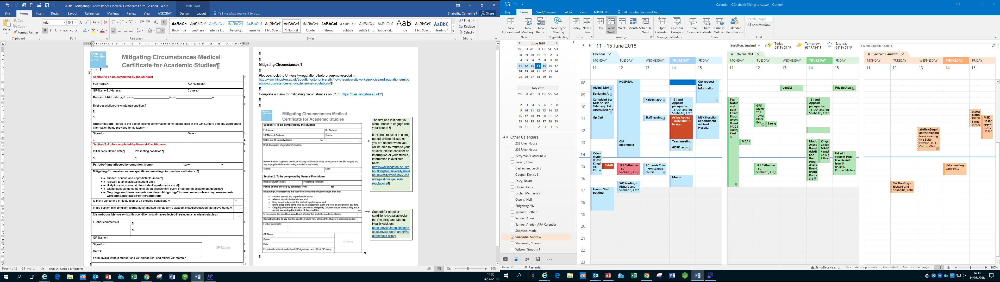 AR05 - Mitigating Circumstances Medical Certificate Form - 2 sided - Word
Table Tools
File Home Insert Design Layout References Mailings Review View ACROBAT Design Layout Tell me what you want to do...
Snabaitis, Catherine J Share
Paste
Cut
Copy
Format Painter
Arial 10.5
Book Title Emphasis Intense E... Intense Q... Intense Re... ¶ No Spac... ¶ Normal Quote Strong Subtitle Subtle Em... Subtle Ref... Title ¶ No Spac... Heading 1
Find
Replace
Select
Clipboard Font Paragraph Styles Editing
Kingston
University
London
Mitigating Circumstances Medical
Certificate for Academic Studies¶
Section 1: To be completed by the student
Full Name: KU Number:
GP Name & Address: Course:
Dates not fit to study, from: to:
Brief description of symptoms/condition¶
Authorisation: I agree to the doctor issuing confirmation of my attendance at the GP Surgery and any appropriate
information being provided to my faculty.
Signed: Date:
Section 2: To be completed by General Practitioner
Initial consultation date:¶ Presenting condition:¶
Period of time affected by condition, from: to:
Mitigating Circumstances are specific extenuating circumstances that are:¶
sudden, serious and unpredictable and/or¶
relevant to an individual student and¶
likely to seriously impair the student's performance and¶
taking place at the same time as an assessment event or before an assignment deadline¶
Ongoing conditions are not considered Mitigating Circumstances unless they are a recent
worsening/fluctuation of the condition
Is this a worsening or fluctuation of an ongoing condition?
In my opinion this condition would have affected the student's academic studiesbetween the above dates.
It is not possible to say that this condition would have affected the student's academic studies:
Further comments:
GP Name:
Signed:
Date:
GP Stamp
Form invalid without student and GP signatures, and official GP stamp.
Mitigating Circumstances¶
Please check the University regulations before you make a claim.
http://www.kingston.ac.uk/aboutkingstonuniversity/howtheuniversityworks/policiesandregulations/mitig
ating-circumstances-and-extensions-regulations/¶
Complete a claim for mitigating circumstances on OSIS https://osis.kingston.ac.uk/ ¶
Kingston
University
London
Mitigating Circumstances Medical
Certificate for Academic Studies
Section 1: To be completed by the student
Full Name: KU Number:
GP Name & Address: Course:
Dates not fit to study, from: to:
Brief description of symptoms/condition:
Authorisation: I agree to the doctor issuing confirmation of my attendance at the GP Surgery and
any appropriate information being provided to my faculty.
Signed: Date:
Section 2: To be completed by General Practitioner
Initial consultation date: Presenting condition:
Period of time affected by condition, from: to:
Mitigating Circumstances are specific extenuating circumstances that are:
sudden, serious and unpredictable and/or
relevant to an individual student and
likely to seriously impair the student's performance and
taking place at the same time as an assessment event or before an assignment deadline
Ongoing conditions are not considered Mitigating Circumstances unless they are a
recent worsening/fluctuation of the condition
In my opinion this condition would have affected the student's academic studies:
It is not possible to say that this condition would have affected the student's academic studies:
Further comments:
GP Name:
Signed:
Date:
GP Stamp
Form invalid without student and GP signatures, and official GP stamp.
The first and last date you
were unable to engage with
your course.¶
If this has resulted in a long
period of time missed or
you are unsure when you
will be able to return to your
studies, please consider an
interruption of your studies,
information is available
here:
http://www.kingston.ac.uk/a
boutkingstonuniversity/howt
heuniversityworks/policiesa
ndregulations/general-
regulations/¶
Support for ongoing
conditions is available via
the Disability and Mental
Health Advisors:
https://mykingston.kingston.
ac.uk/mysupport/dandd/Pa
ges/default.aspx¶
Page 1 of 2 281 words English (United Kingdom) 80%
14:30
14/06/2018
Calendar - C.Snabaitis@kingston.ac.uk - Outlook
File Home Send / Receive Folder View ADOBE PDF Tell me what you want to do...
New Appointment
New Meeting
New Items
New Skype Meeting
Today
Next 7 Days
Day
Work Week
Week
Month
Schedule View
Open Calendar
Calendar Groups
E-mail Calendar
Share Calendar
Publish Online
Calendar Permissions
Search People
Address Book
New Skype Meeting Go To Arrange Manage Calendars Share Find
June 2018
MO TU WE TH FR SA SU
28 29 30 31 1 2 3
4 5 6 7 8 9 10
11 12 13 14 15 16 17
18 19 20 21 22 23 24
25 26 27 28 29 30
July 2018
MO TU WE TH FR SA SU
1
2 3 4 5 6 7 8
9 10 11 12 13 14 15
16 17 18 19 20 21 22
23 24 25 26 27 28 29
30 31 1 2 3 4 5
Other Calendars
202 River House
203 River House
Berryman, Catherine A
Brown, Clare
Castleman, Leigh S
Cooper, Denise S
Ealey, David
Ellinor, Kirsty
Eccles, Michaela S
Owens, Neil
Ridgeway, Viv
Rylance, Bethan
Sander, Annie
Sander, Annie - ARA Calendar
Sheehan, Marie
Snabaitis, Andrew
Stoneman, Sharon
Wilson, Timothy J
11 - 15 June 2018
Surbiton, England
Today
68° F / 51° F
Tomorrow
67° F / 54° F
Saturday
61° F / 51° F
Search Calendar (Ctrl+E)
Calendar
MONDAY TUESDAY WEDNESDAY THURSDAY FRIDAY
11 12 13 14 15
Owens, Neil
MONDAY TUESDAY WEDNESDAY THURSDAY FRIDAY
11 12 13 14 15
Snabaitis, Andrew
MONDAY TUESDAY WEDNESDAY THURSDAY FRIDAY
11 12 13 14 15
08
09
10
11
12
13
14
15
16
17
18
19
20
21
22
23
Alajmi, Moh
Benjamin A
Complaint by:
Miss Srusht
Talabany Ref:
OIA/625005/18
Gp Cert
Calend
invite
BS000
Kingst
Hill
Pittom
EMAIL
Lewis - Start
packing
HOSPITAL
OIA
Bloomfield
121 Catherine
TBC
Snabaitis, C
SW Roofing -
Richard and
Snabaitis, Cath
Kaleem app
Staff leaving
RE: Lewis Cole
- FW: college
course
121 and
Appeals
paragraphs
TB7004 and ou
Snabaitis, Cath
Asibu Appeal
- write and DE
to sign
Team meeting
GDPR recor
Mums
OIA request
for
information
MSK Hospital
appointment
Ashford
Hospital
FW:
Natur
and
Built
Enviro
Progra
Assess
Board
PRJG3
Hurley
Kerri
A
MBA
GRS
Meeti
TBA
Tower
Block
Law g
121 Catherine
TBC
Snabaitis, C
dentist
121 and
Appeals
paragraphs
TB7004 and ou
Snabaitis, Cath
Modu
Asses
Board
(MAB
and
the
Progr
Asses
Board
(PAB)
Room
Sia
Kings
Colleg
MAB/
Kingst
Colleg
Pittom
Private App
UG old
courses PAB-
level 6 and
level 5
BS3036
Pittom, Michae
SW Roofing -
Richard and
Snabaitis, Cath
abailey@sgul.
ahithcin@sgul
team meeting
tice Suite
PRMB2031/33P
Cairns, Chris
data meeting
Office/IRL
assess
plann
JG200
Singe
Richar
MSK
Hospi
appoi
Ashfo
Hospi
Items: 21 Reminders: 1
Send/Receive error This folder is up to date. Connected to: Microsoft Exchange 100%
14:30
14/06/2018